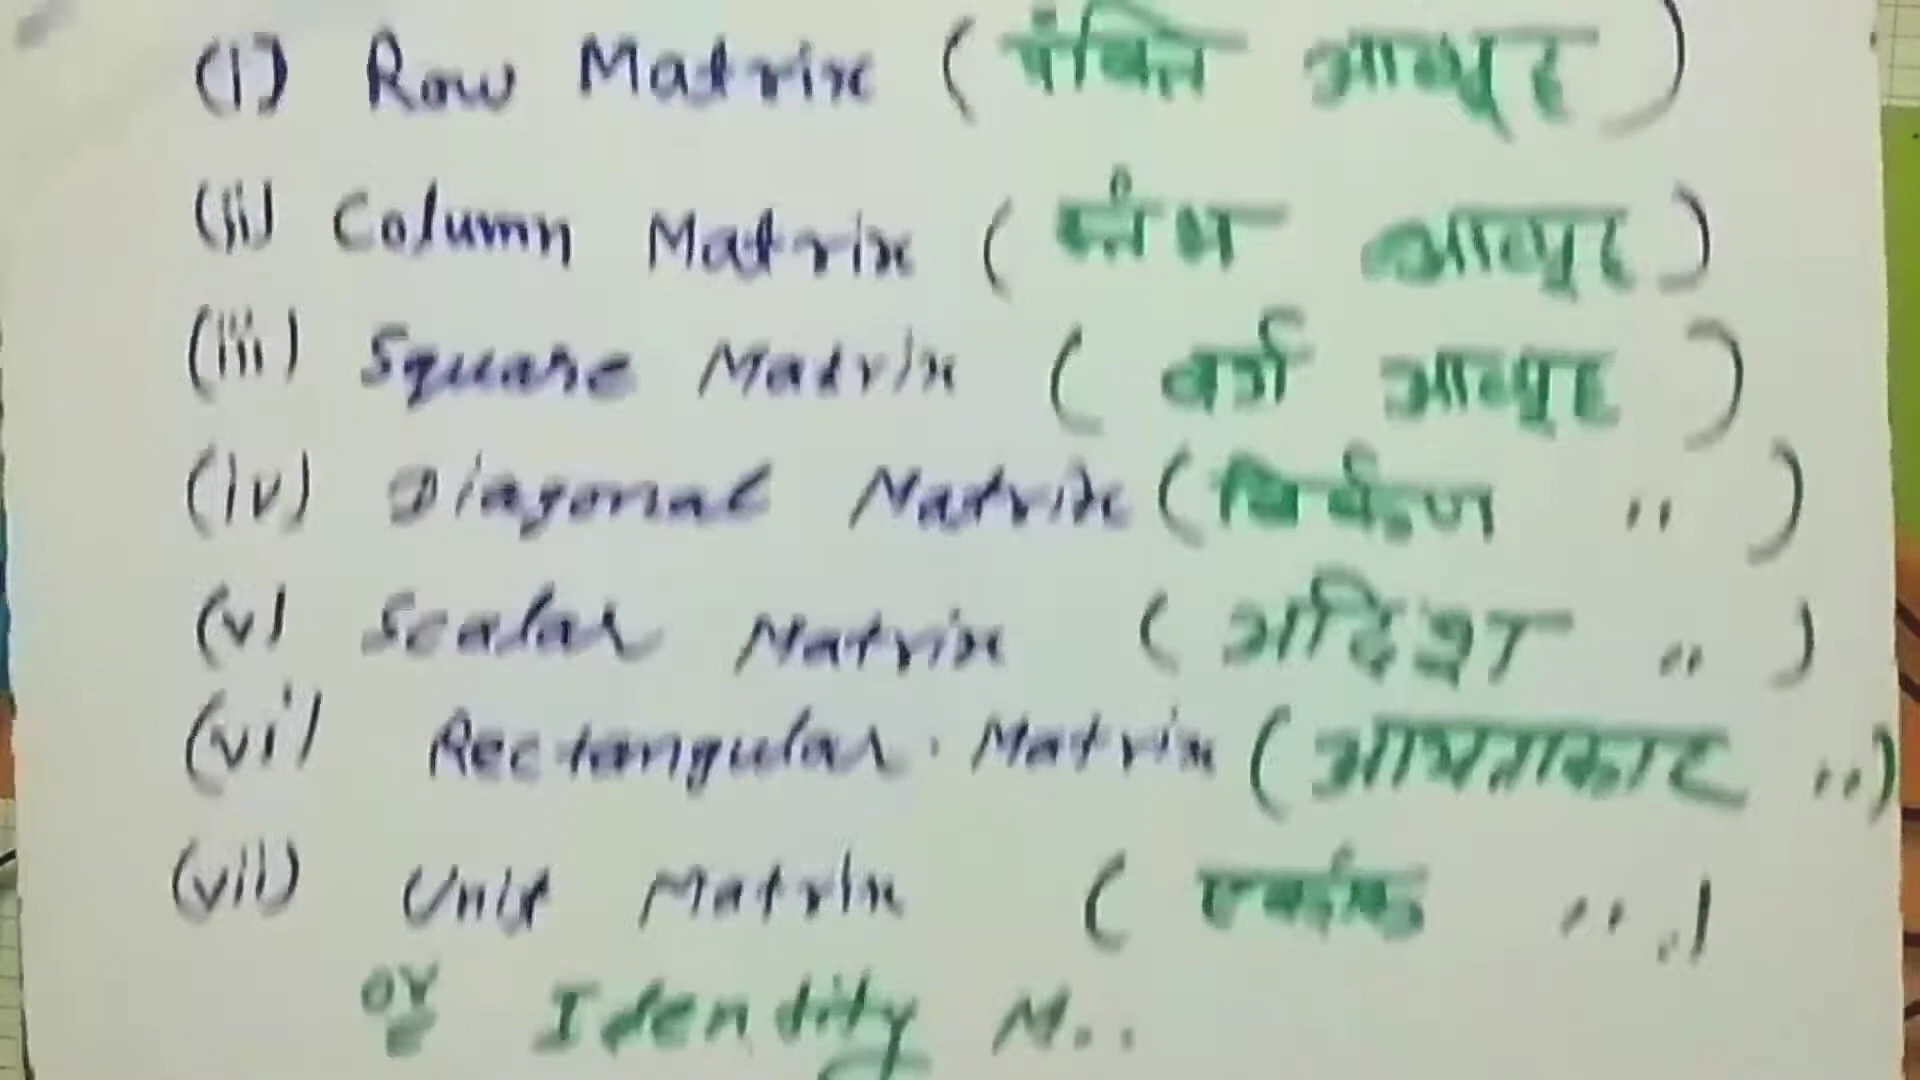 (i) Row Matrix (पंक्ति आव्यूह)
(ii) Column Matrix (स्तंभ आव्यूह)
(iii) Square Matrix (वर्ग आव्यूह)
(iv) Diagonal Matrix (विकर्ण ")
(v) Scalar Matrix (अदिश ")
(vi) Rectangular Matrix (आयताकार ")
(vii) Unit Matrix ( ")
or Identity M..